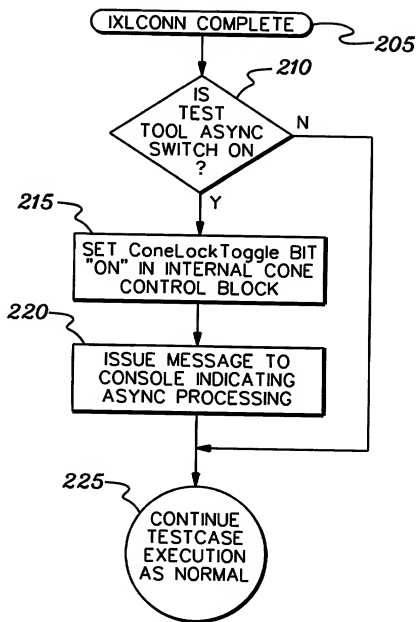 IXLCONN COMPLETE
205
210
IS
TEST
TOOL ASYNC
SWITCH ON
?
N
Y
215
SET ConeLockToggle BIT
"ON" IN INTERNAL CONE
CONTROL BLOCK
220
ISSUE MESSAGE TO
CONSOLE INDICATING
ASYNC PROCESSING
225
CONTINUE
TESTCASE
EXECUTION
AS NORMAL